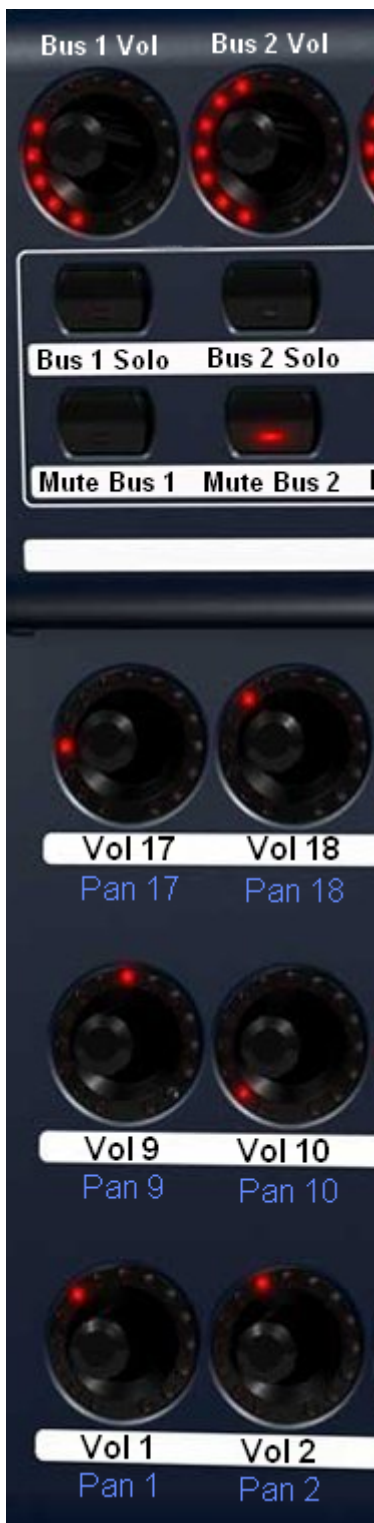 Bus 1 Vol Bus 2 Vol
Bus 1 Solo Bus 2 Solo
Mute Bus 1 Mute Bus 2
Vol 17 Vol 18
Pan 17 Pan 18
Vol 9 Vol 10
Pan 9 Pan 10
Vol 1 Vol 2
Pan 1 Pan 2